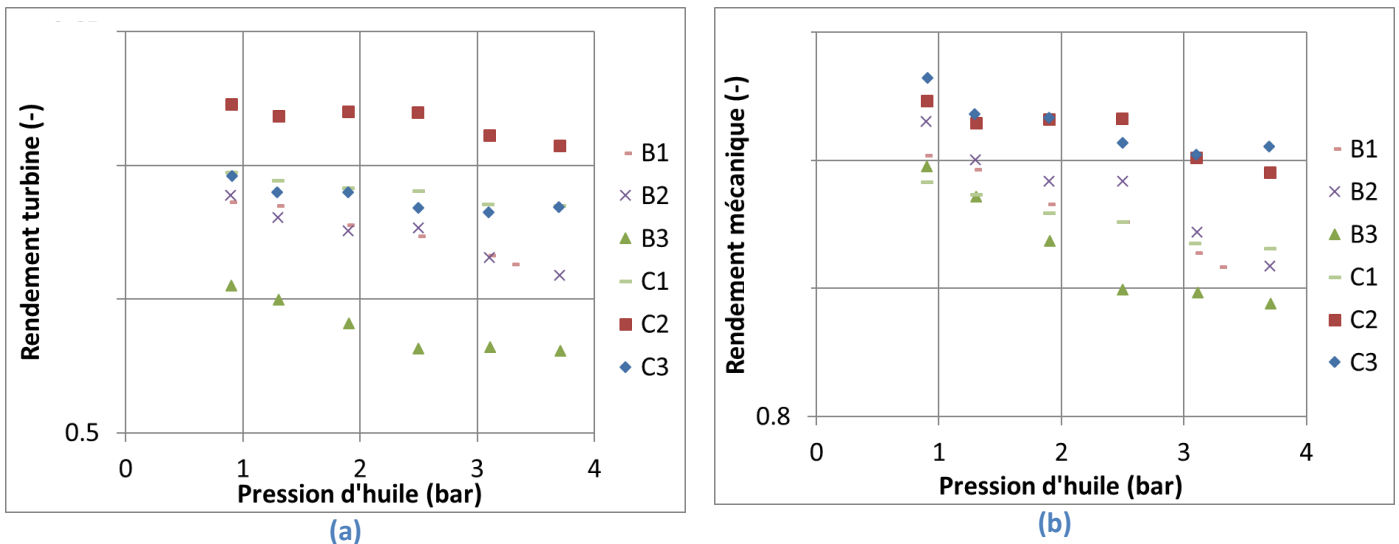 Rendement turbine (-)
0.5
0 1 2 3 4
Pression d'huile (bar)
B1
B2
B3
C1
C2
C3
(a)
Rendement mécanique (-)
0.8
0 1 2 3 4
Pression d'huile (bar)
B1
B2
B3
C1
C2
C3
(b)